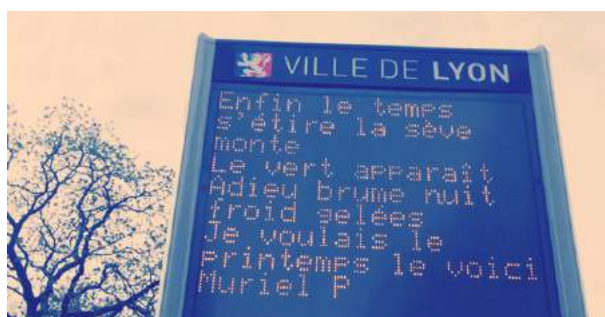 VILLE DE LYON
Enfin le temps
s'étire la sève
monte
Le vert apparaît
Adieu brume nuit
froid gelées
Je voulais le
printemps le voici
Muriel P